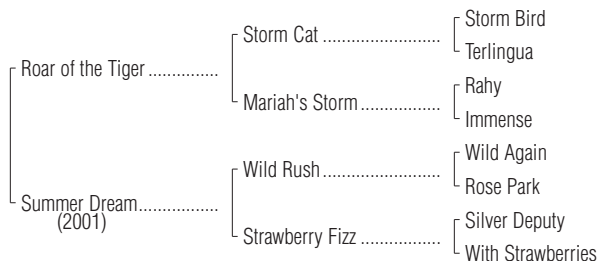 Storm Bird
Storm Cat ........................
Terlingua
Roar of the Tiger ..............
Rahy
Mariah's Storm ................
Immense
Wild Again
Wild Rush ........................
Rose Park
Summer Dream ................
(2001)
Silver Deputy
Strawberry Fizz ................
With Strawberries